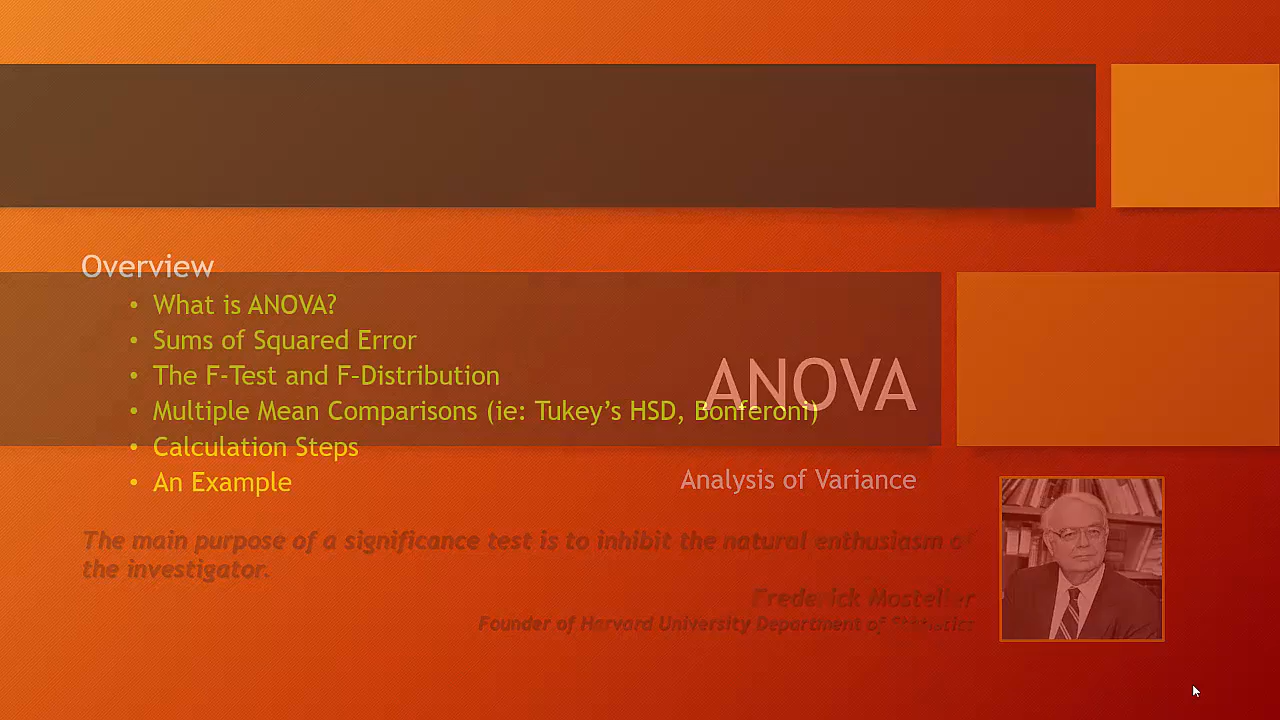 Overview
• What is ANOVA?
• Sums of Squared Error
• The F-Test and F-Distribution
• Multiple Mean Comparisons (ie: Tukey’s HSD, Bonferoni)
• Calculation Steps
• An Example
ANOVA
Analysis of Variance
The main purpose of a significance test is to inhibit the natural enthusiasm of
the investigator.
Frederick Mosteller
Founder of Harvard University Department of Statistics